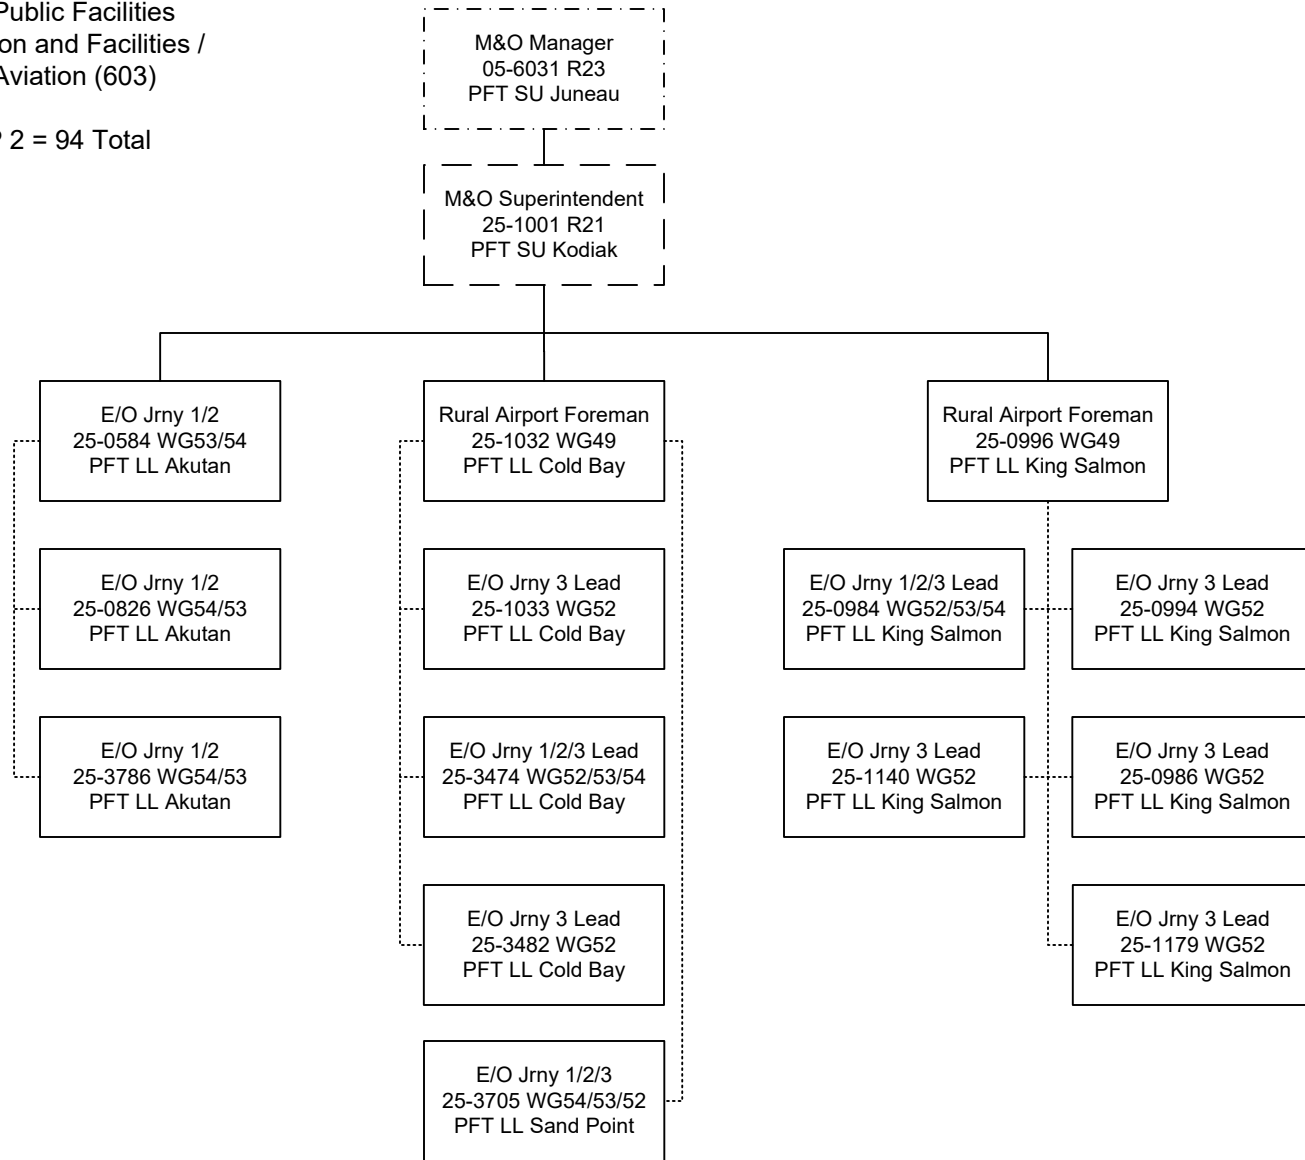 Public Facilities
on and Facilities /
Aviation (603)
2 = 94 Total
M&O Manager
05-6031 R23
PFT SU Juneau
M&O Superintendent
25-1001 R21
PFT SU Kodiak
E/O Jrny 1/2
25-0584 WG53/54
PFT LL Akutan
Rural Airport Foreman
25-1032 WG49
PFT LL Cold Bay
Rural Airport Foreman
25-0996 WG49
PFT LL King Salmon
E/O Jrny 1/2
25-0826 WG54/53
PFT LL Akutan
E/O Jrny 3 Lead
25-1033 WG52
PFT LL Cold Bay
E/O Jrny 1/2/3 Lead
25-0984 WG52/53/54
PFT LL King Salmon
E/O Jrny 3 Lead
25-0994 WG52
PFT LL King Salmon
E/O Jrny 1/2
25-3786 WG54/53
PFT LL Akutan
E/O Jrny 1/2/3 Lead
25-3474 WG52/53/54
PFT LL Cold Bay
E/O Jrny 3 Lead
25-1140 WG52
PFT LL King Salmon
E/O Jrny 3 Lead
25-0986 WG52
PFT LL King Salmon
E/O Jrny 3 Lead
25-3482 WG52
PFT LL Cold Bay
E/O Jrny 3 Lead
25-1179 WG52
PFT LL King Salmon
E/O Jrny 1/2/3
25-3705 WG54/53/52
PFT LL Sand Point